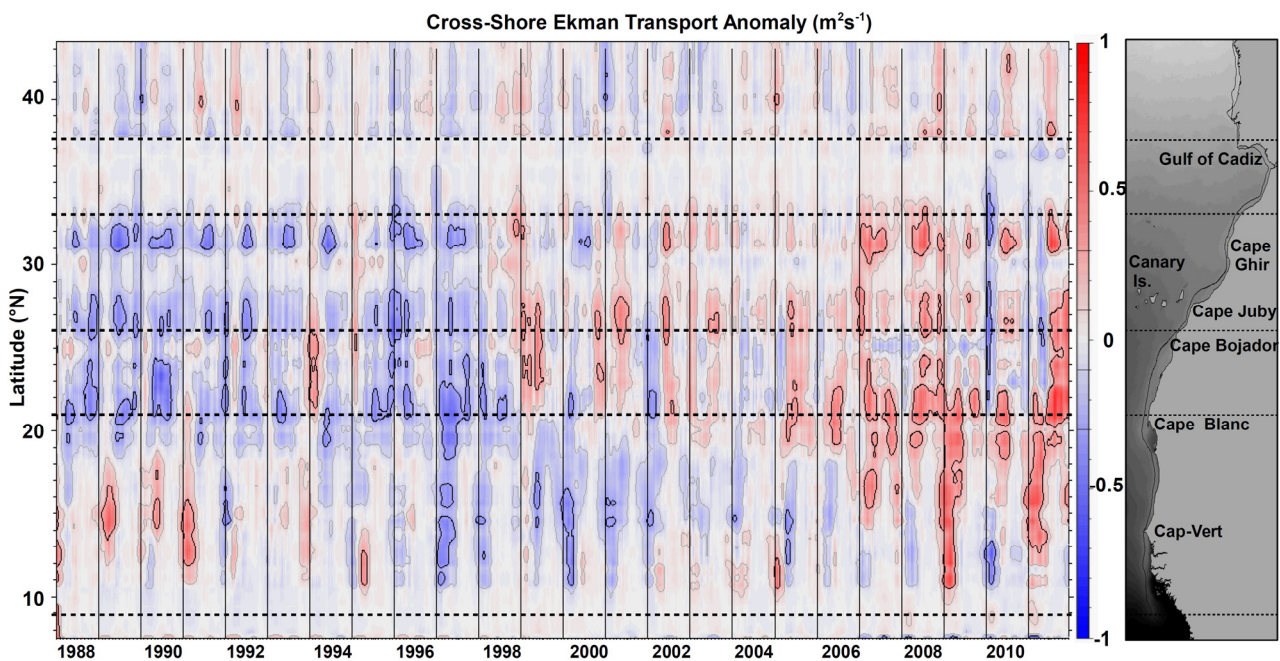 Cross-Shore Ekman Transport Anomaly (m²s⁻¹)
Latitude (°N)
40
30
20
10
1988 1990 1992 1994 1996 1998 2000 2002 2004 2006 2008 2010
1
0.5
0
-0.5
-1
Gulf of Cadiz
Cape
Ghir
Canary
Is.
Cape Juby
Cape Bojador
Cape Blanc
Cap-Vert